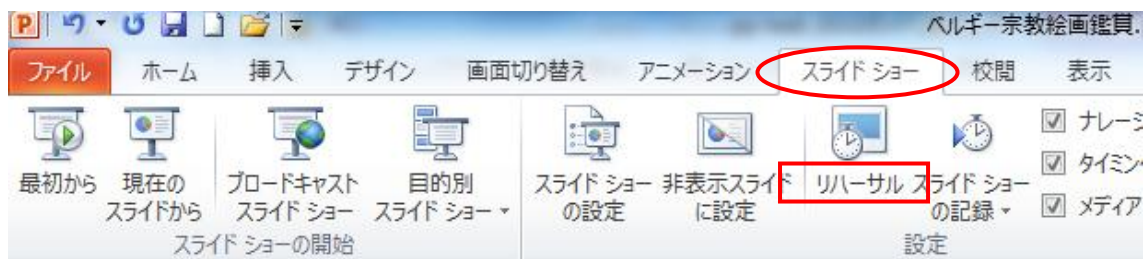 ベルギー宗教絵画鑑賞.
ファイル ホーム 挿入 デザイン 画面切り替え アニメーション スライド ショー 校閲 表示
最初から 現在の スライドから ブロードキャスト スライド ショー 目的別 スライド ショー スライド ショー の設定 非表示スライド に設定 リハーサル スライド ショー の記録
ナレーシ
タイミン
メディア
スライド ショーの開始 設定